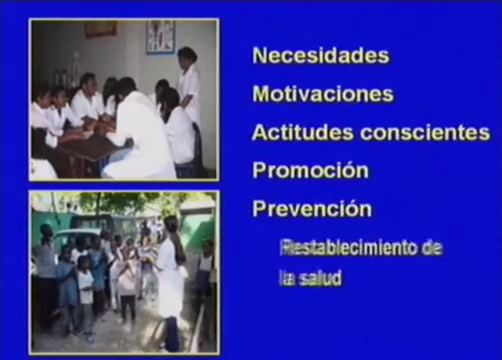 Necesidades
Motivaciones
Actitudes conscientes
Promoción
Prevención
Restablecimiento de
la salud